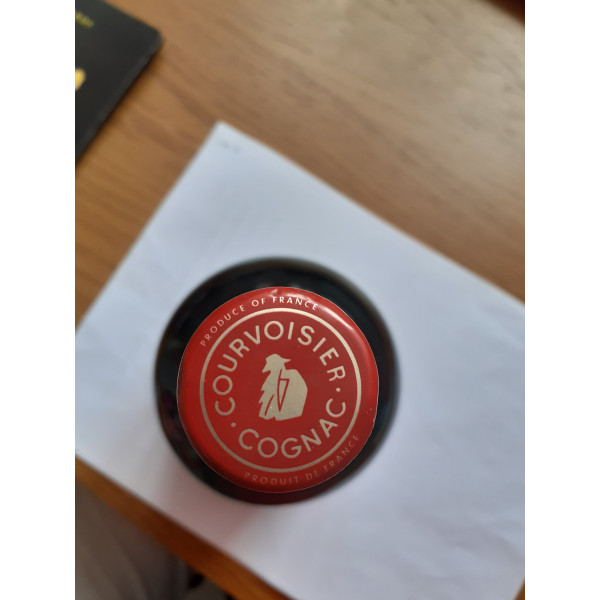 PRODUCE OF FRANCE
COURVOISIER
COGNAC
PRODUIT DE FRANCE